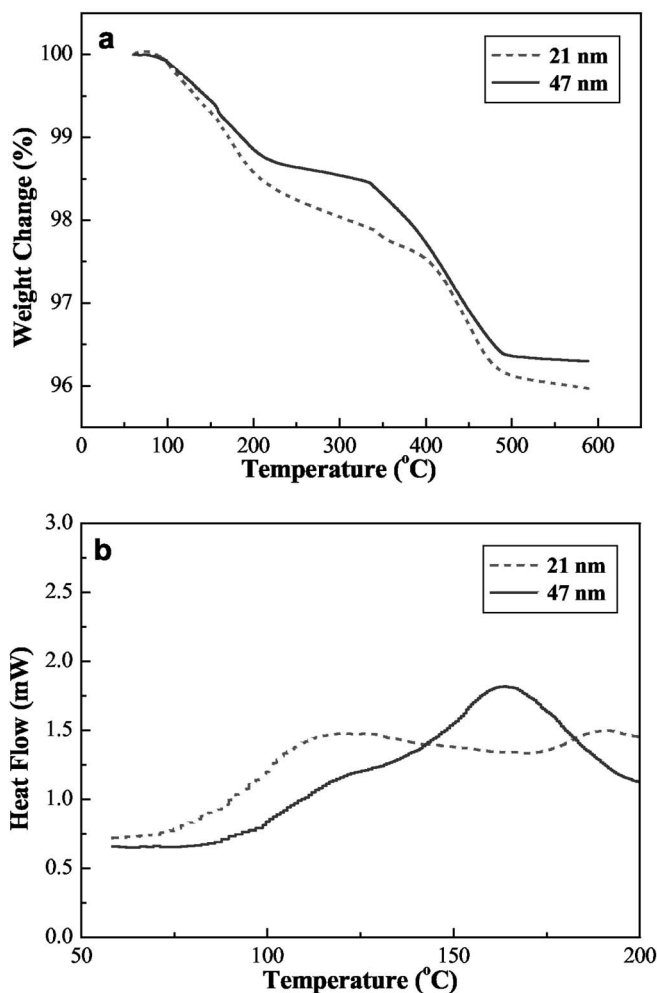 a
21 nm
47 nm
100
99
98
97
96
Weight Change (%)
0 100 200 300 400 500 600
Temperature (°C)
b
21 nm
47 nm
3.0
2.5
2.0
1.5
1.0
0.5
0.0
Heat Flow (mW)
50 100 150 200
Temperature (°C)